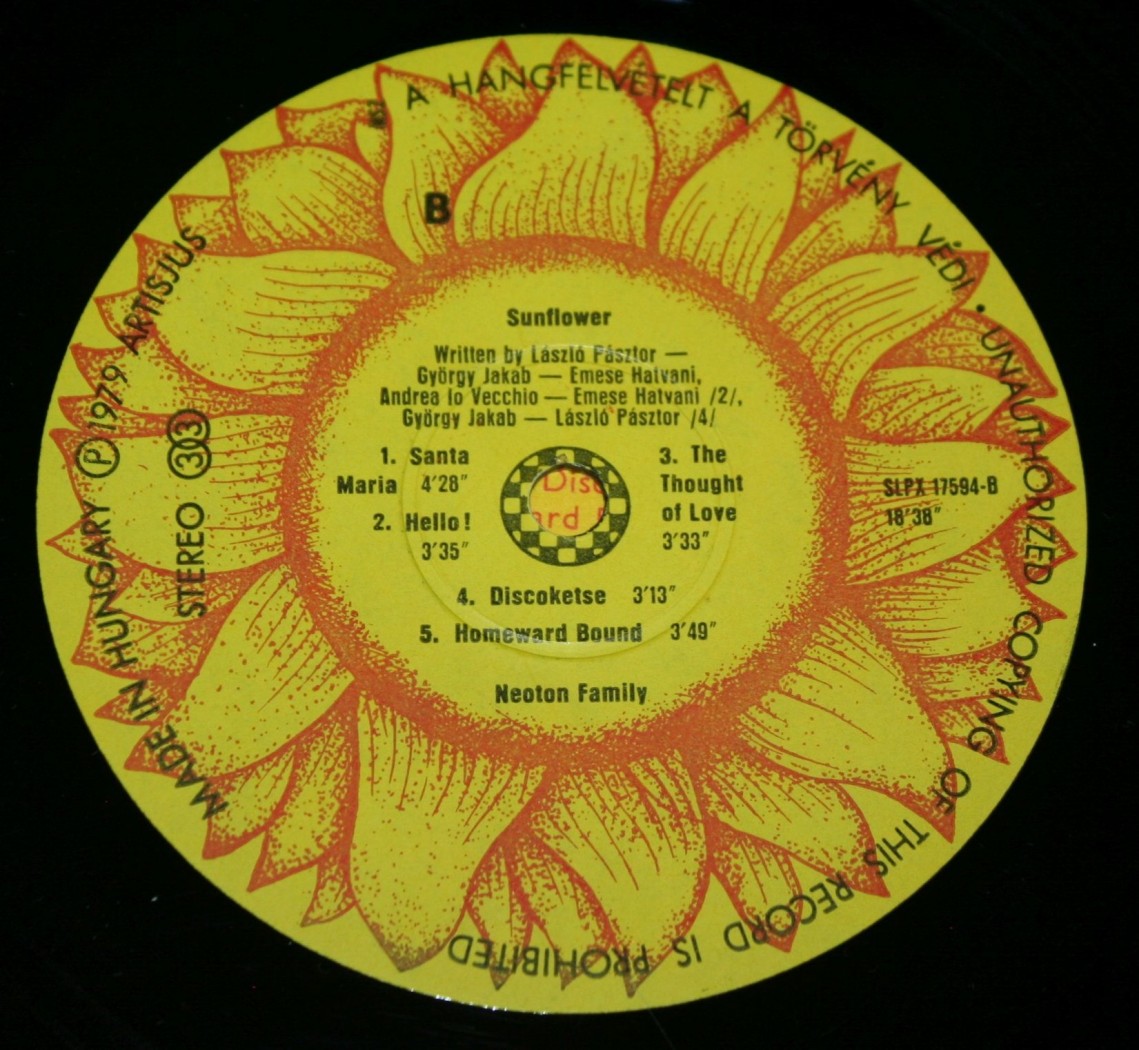 A HANGFELVÉTELT A TÖRVÉNY VÉDI • UNAUTHORIZED COPYING OF THIS RECORD IS PROHIBITED
MADE IN HUNGARY Ⓟ 1979 ARTISJUS
B
STEREO 33
Sunflower
Written by László Pásztor —
György Jakab — Emese Hatvani,
Andrea lo Vecchio — Emese Hatvani /2/,
György Jakab — László Pásztor /4/
1. Santa
Maria 4'28"
2. Hello!
3'35"
3. The
Thought
of Love
3'33"
SLPX 17594-B
18'38"
4. Discoketse 3'13"
5. Homeward Bound 3'49"
Neoton Family